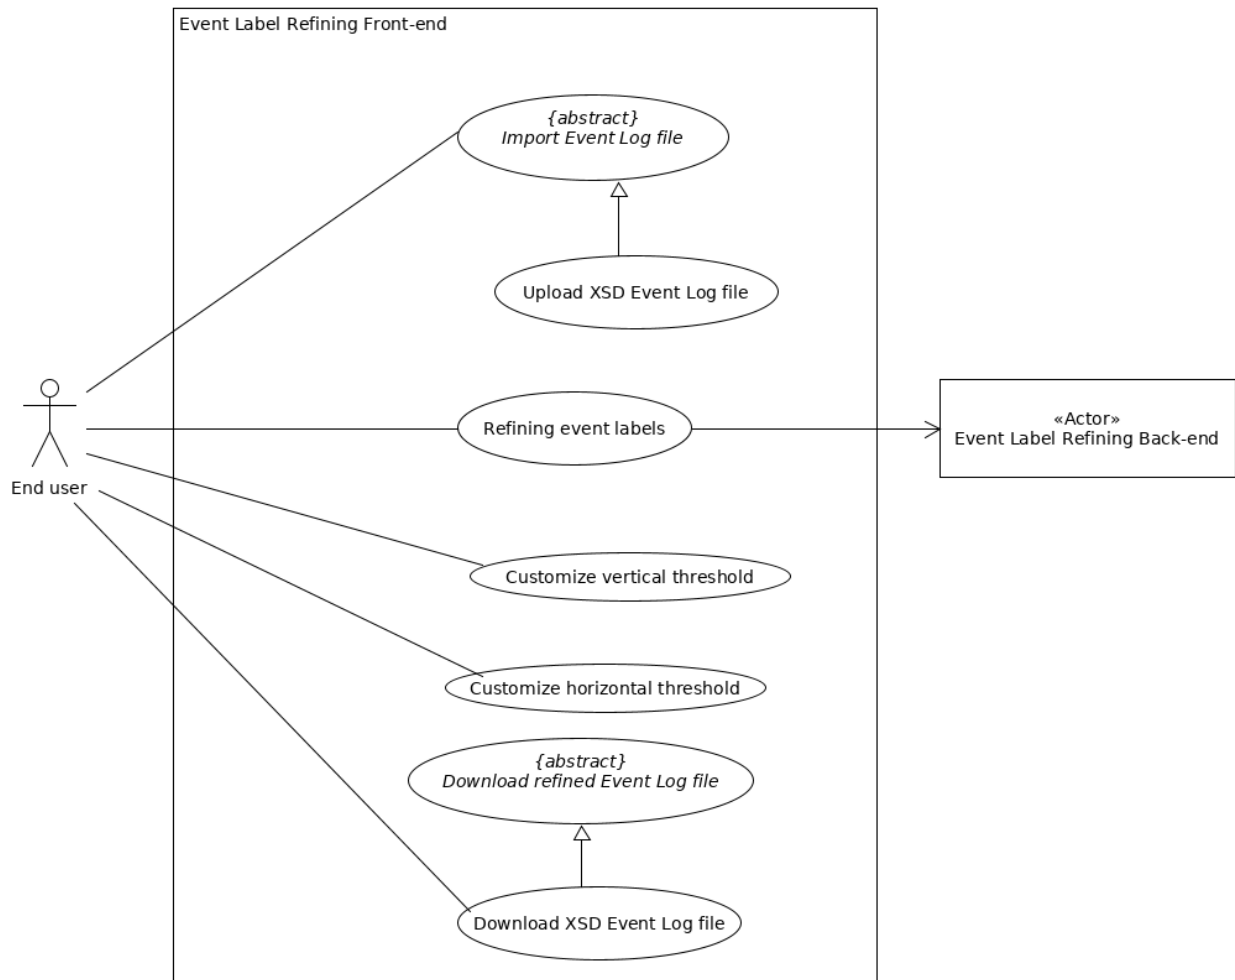 Event Label Refining Front-end
{abstract}
Import Event Log file
Upload XSD Event Log file
Refining event labels
«Actor»
Event Label Refining Back-end
End user
Customize vertical threshold
Customize horizontal threshold
{abstract}
Download refined Event Log file
Download XSD Event Log file